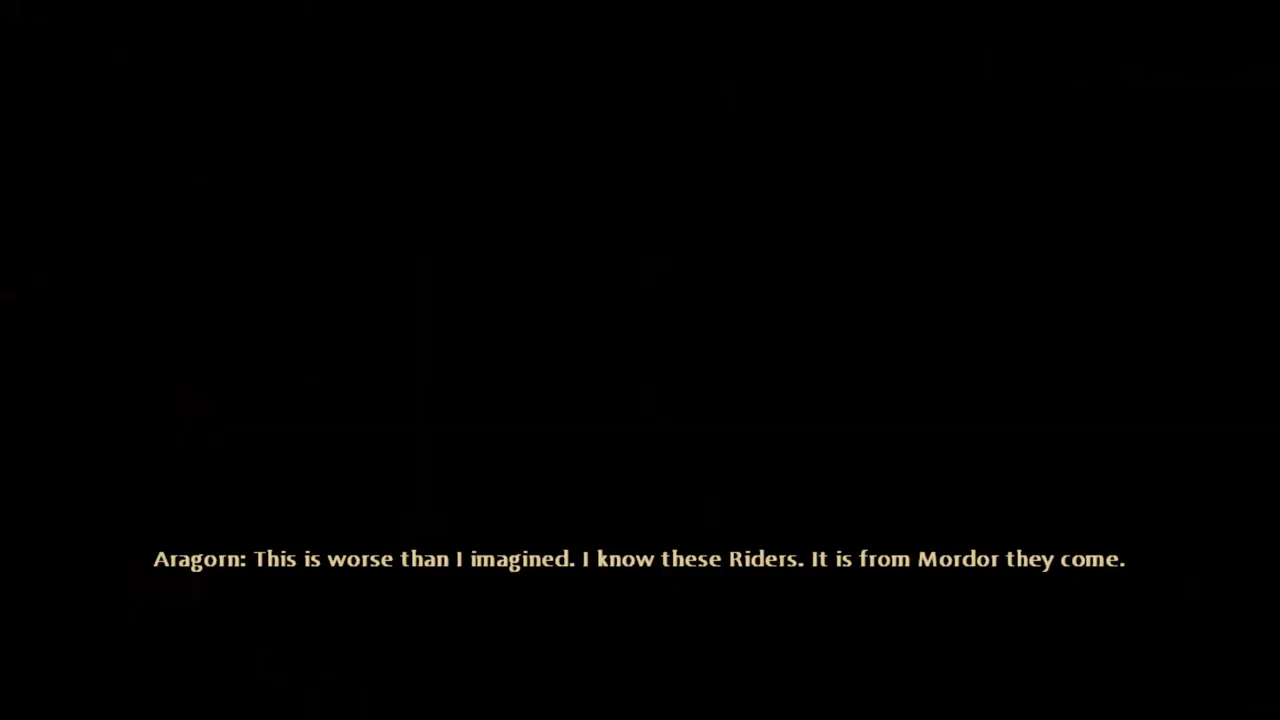 Aragorn: This is worse than I imagined. I know these Riders. It is from Mordor they come.